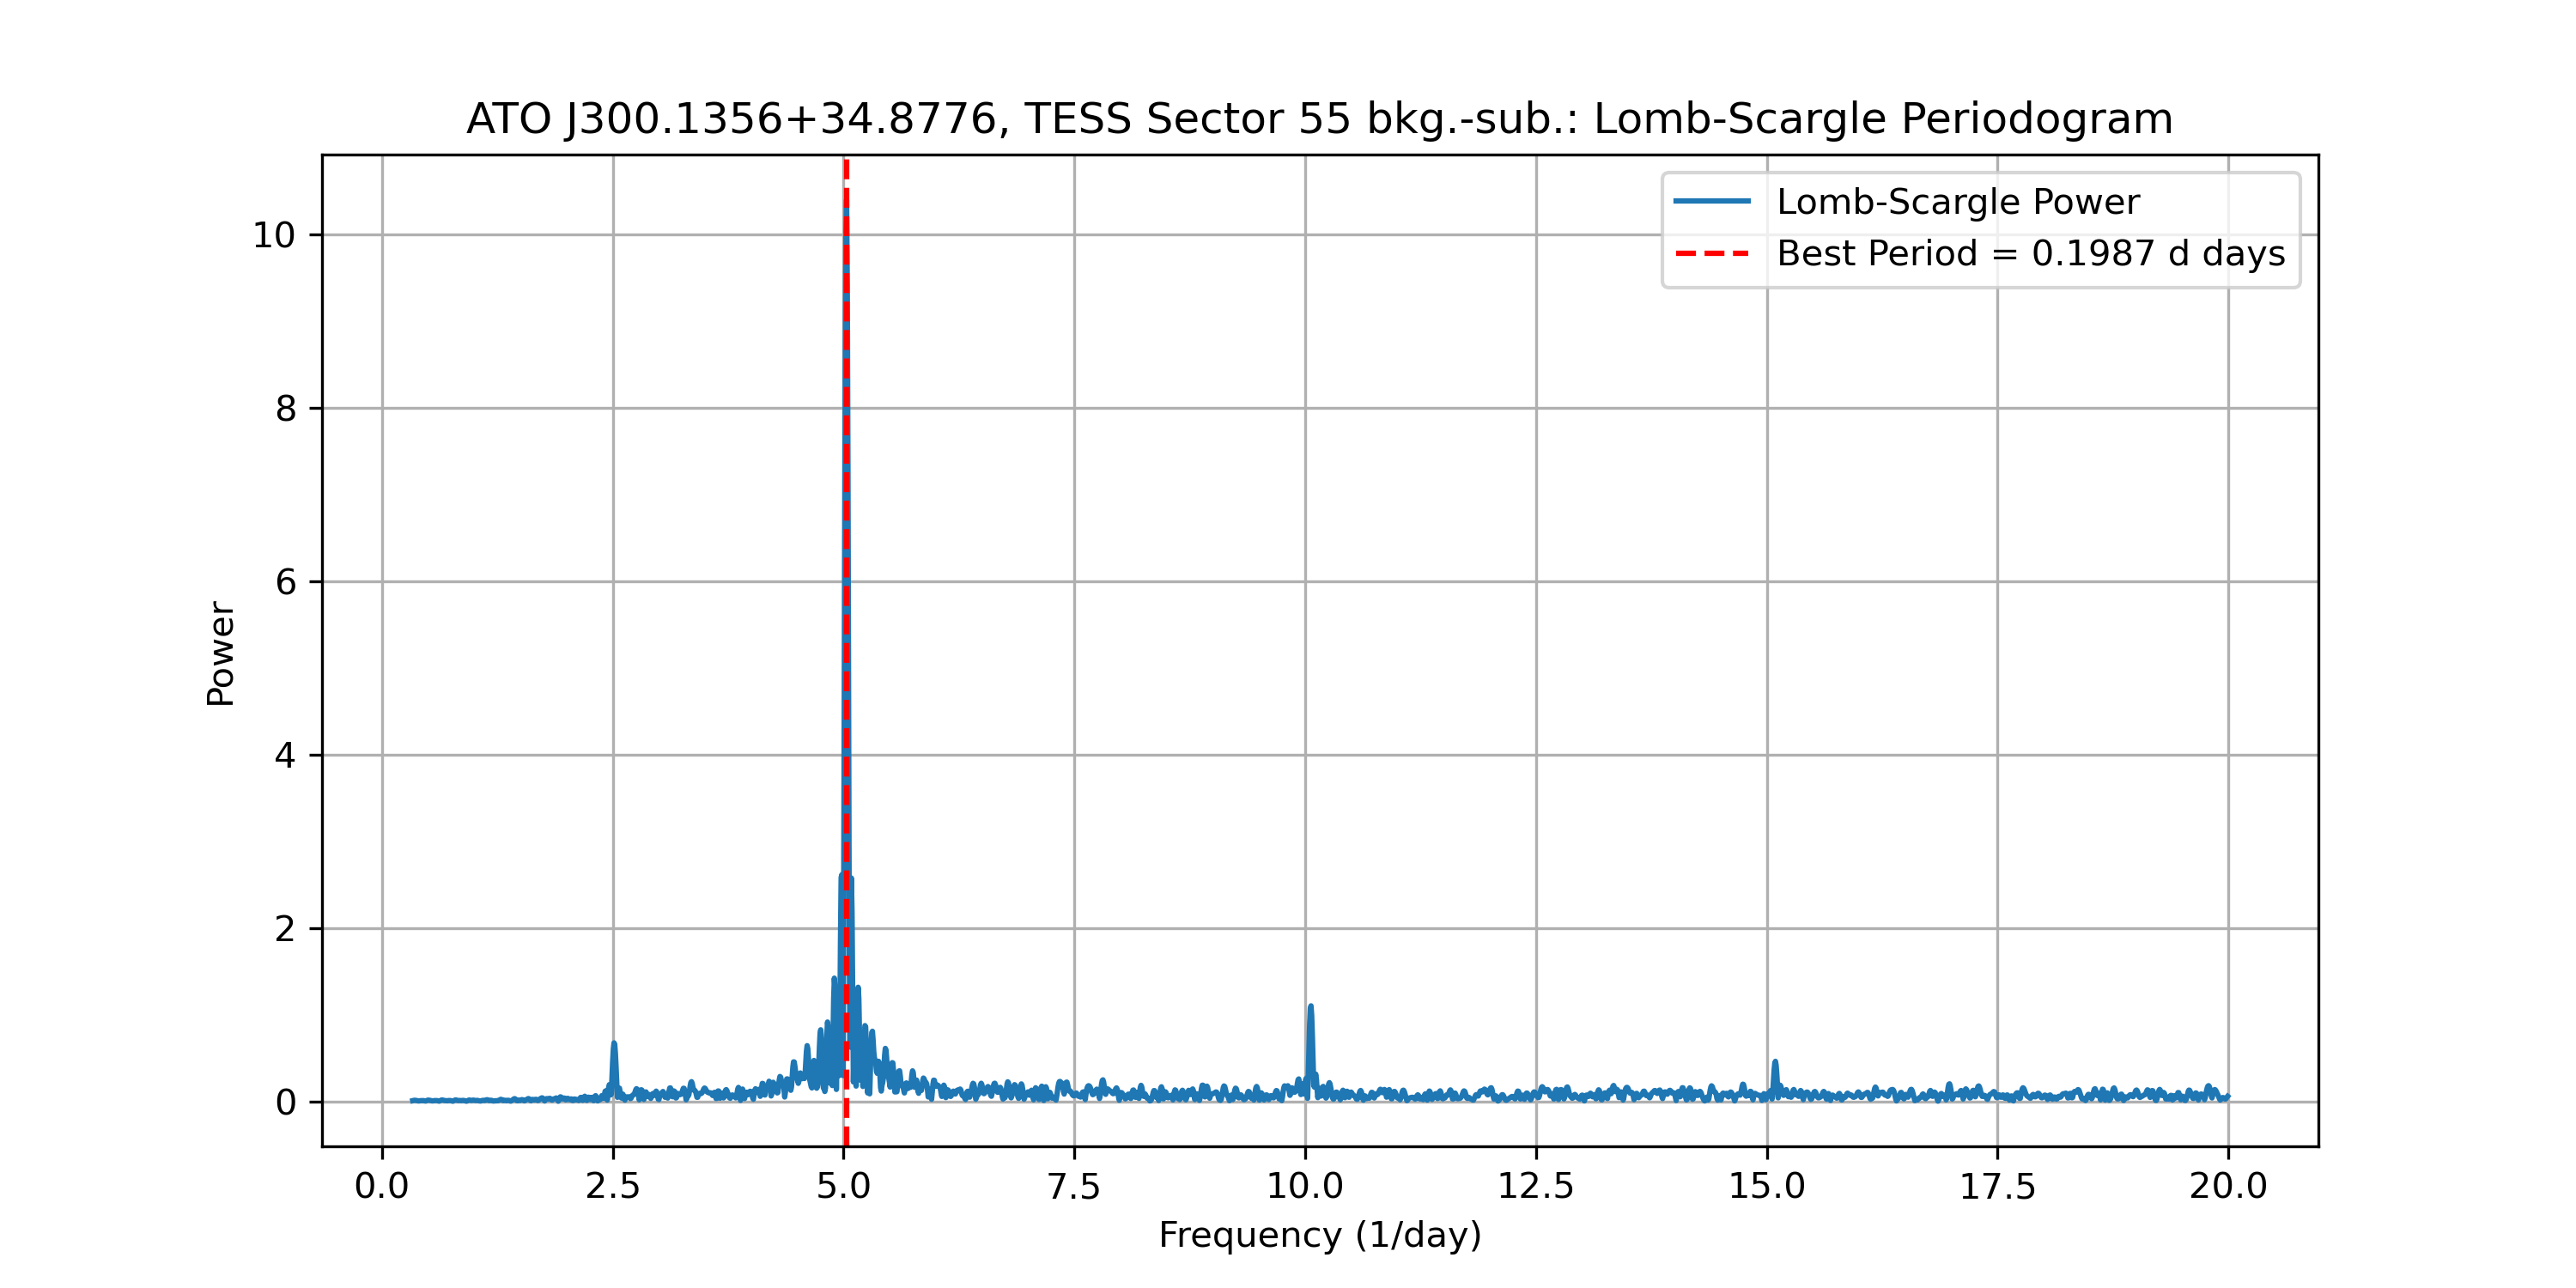 ATO J300.1356+34.8776, TESS Sector 55 bkg.-sub.: Lomb-Scargle Periodogram
Lomb-Scargle Power
Best Period = 0.1987 d days
Power
10
8
6
4
2
0
0.0 2.5 5.0 7.5 10.0 12.5 15.0 17.5 20.0
Frequency (1/day)